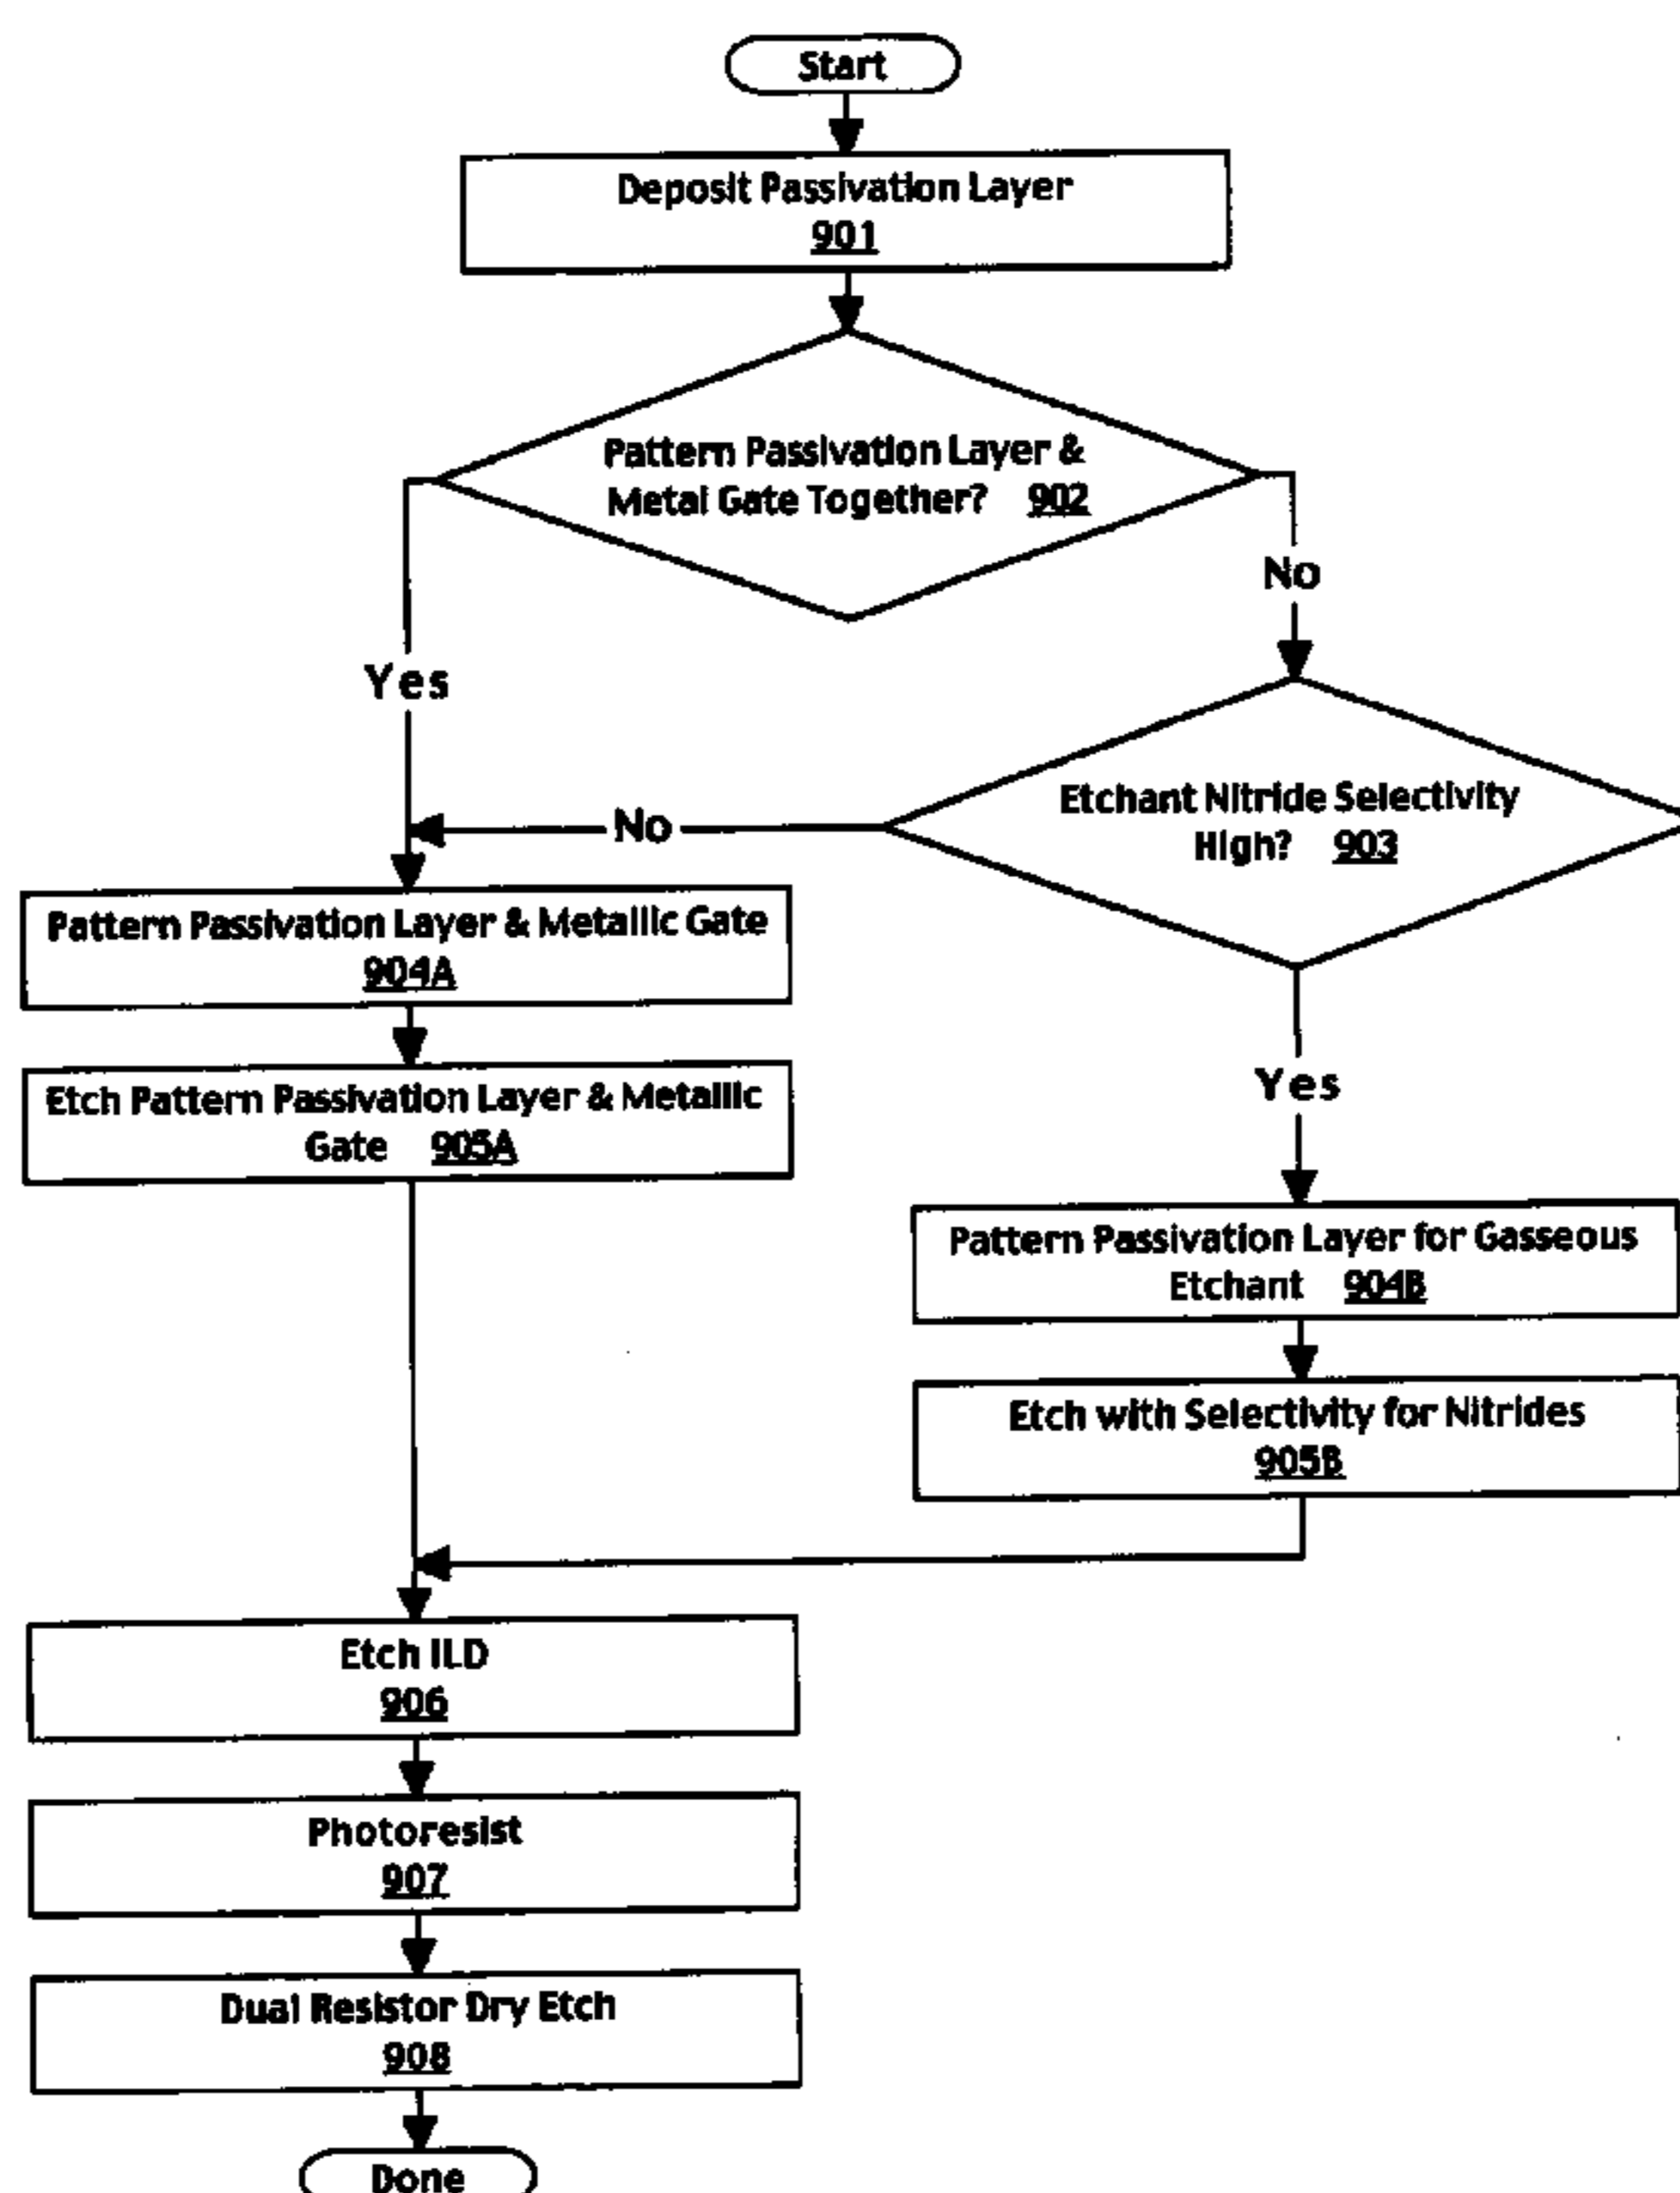 Start
Deposit Passivation Layer
901
Pattern Passivation Layer &
Metal Gate Together? 902
No
Yes
Etchant Nitride Selectivity
High? 903
No
Pattern Passivation Layer & Metallic Gate
904A
Etch Pattern Passivation Layer & Metallic
Gate 905A
Yes
Pattern Passivation Layer for Gasseous
Etchant 904B
Etch with Selectivity for Nitrides
905B
Etch ILD
906
Photoresist
907
Dual Resistor Dry Etch
908
Done